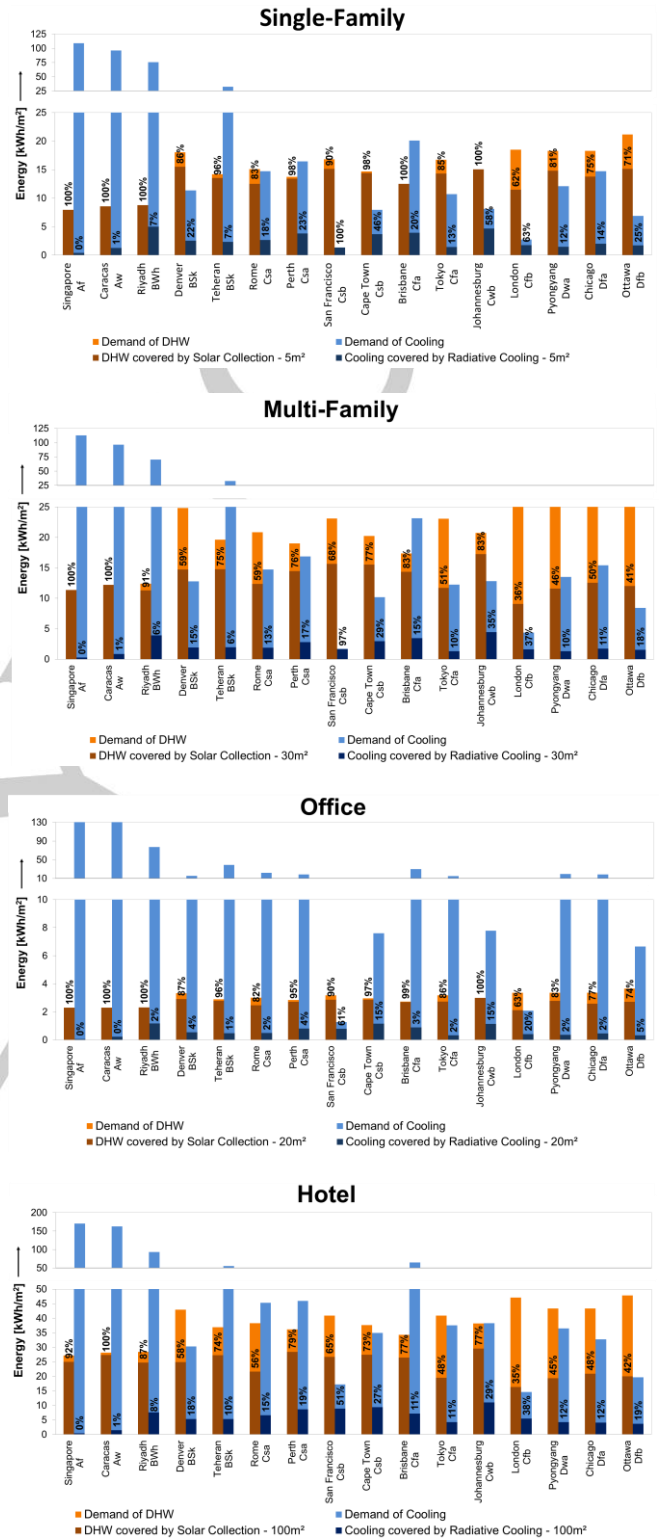 Single-Family
Energy [kWh/m²]
125
100
75
50
25
25
20
15
10
5
0
100%
0%
100%
1%
100%
7%
86%
22%
96%
7%
83%
18%
98%
23%
90%
100%
98%
46%
100%
20%
85%
13%
100%
58%
62%
63%
81%
12%
75%
14%
71%
25%
Singapore Af
Caracas Aw
Riyadh BWh
Denver BSk
Teheran BSk
Rome Csa
Perth Csa
San Francisco Csb
Cape Town Csb
Brisbane Cfa
Tokyo Cfa
Johannesburg Cwb
London Cfb
Pyongyang Dwa
Chicago Dfa
Ottawa Dfb
Demand of DHW
Demand of Cooling
DHW covered by Solar Collection - 5m²
Cooling covered by Radiative Cooling - 5m²
Multi-Family
Energy [kWh/m²]
125
100
75
50
25
25
20
15
10
5
0
100%
0%
100%
1%
91%
6%
59%
15%
75%
6%
59%
13%
76%
17%
68%
97%
77%
29%
83%
15%
51%
10%
83%
35%
36%
37%
46%
10%
50%
11%
41%
18%
Singapore Af
Caracas Aw
Riyadh BWh
Denver BSk
Teheran BSk
Rome Csa
Perth Csa
San Francisco Csb
Cape Town Csb
Brisbane Cfa
Tokyo Cfa
Johannesburg Cwb
London Cfb
Pyongyang Dwa
Chicago Dfa
Ottawa Dfb
Demand of DHW
Demand of Cooling
DHW covered by Solar Collection - 30m²
Cooling covered by Radiative Cooling - 30m²
Office
Energy [kWh/m²]
130
90
50
10
10
8
6
4
2
0
100%
0%
100%
0%
100%
2%
87%
4%
96%
1%
82%
2%
95%
4%
90%
61%
97%
15%
99%
3%
86%
2%
100%
15%
63%
20%
83%
2%
77%
2%
74%
5%
Singapore Af
Caracas Aw
Riyadh BWh
Denver BSk
Teheran BSk
Rome Csa
Perth Csa
San Francisco Csb
Cape Town Csb
Brisbane Cfa
Tokyo Cfa
Johannesburg Cwb
London Cfb
Pyongyang Dwa
Chicago Dfa
Ottawa Dfb
Demand of DHW
Demand of Cooling
DHW covered by Solar Collection - 20m²
Cooling covered by Radiative Cooling - 20m²
Hotel
Energy [kWh/m²]
200
150
100
50
50
45
40
35
30
25
20
15
10
5
0
92%
0%
100%
1%
87%
8%
58%
18%
74%
10%
56%
15%
79%
19%
65%
51%
73%
27%
77%
11%
48%
11%
77%
29%
35%
38%
45%
12%
48%
12%
42%
19%
Singapore Af
Caracas Aw
Riyadh BWh
Denver BSk
Teheran BSk
Rome Csa
Perth Csa
San Francisco Csb
Cape Town Csb
Brisbane Cfa
Tokyo Cfa
Johannesburg Cwb
London Cfb
Pyongyang Dwa
Chicago Dfa
Ottawa Dfb
Demand of DHW
Demand of Cooling
DHW covered by Solar Collection - 100m²
Cooling covered by Radiative Cooling - 100m²